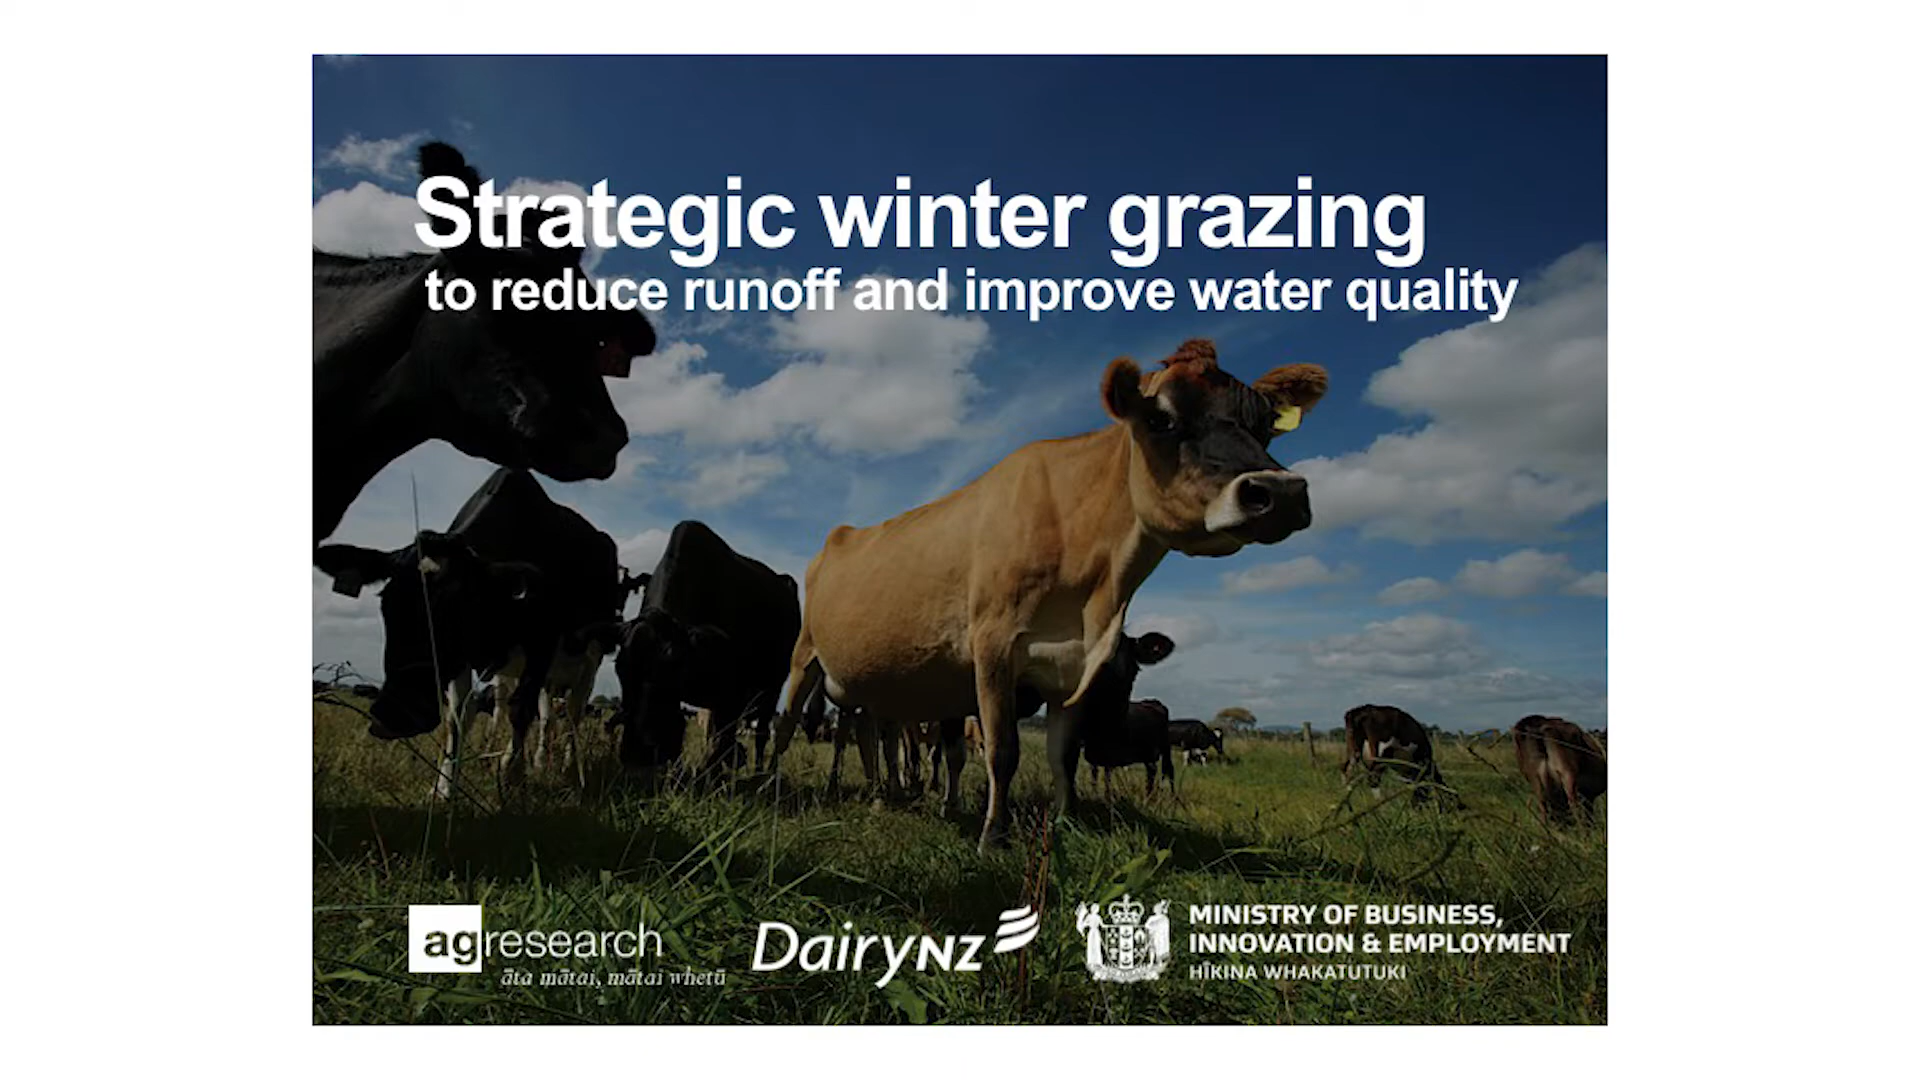 Strategic winter grazing
to reduce runoff and improve water quality
agresearch
āta mātai, mātai whetū
DairyNZ
MINISTRY OF BUSINESS,
INNOVATION & EMPLOYMENT
HĪKINA WHAKATUTUKI